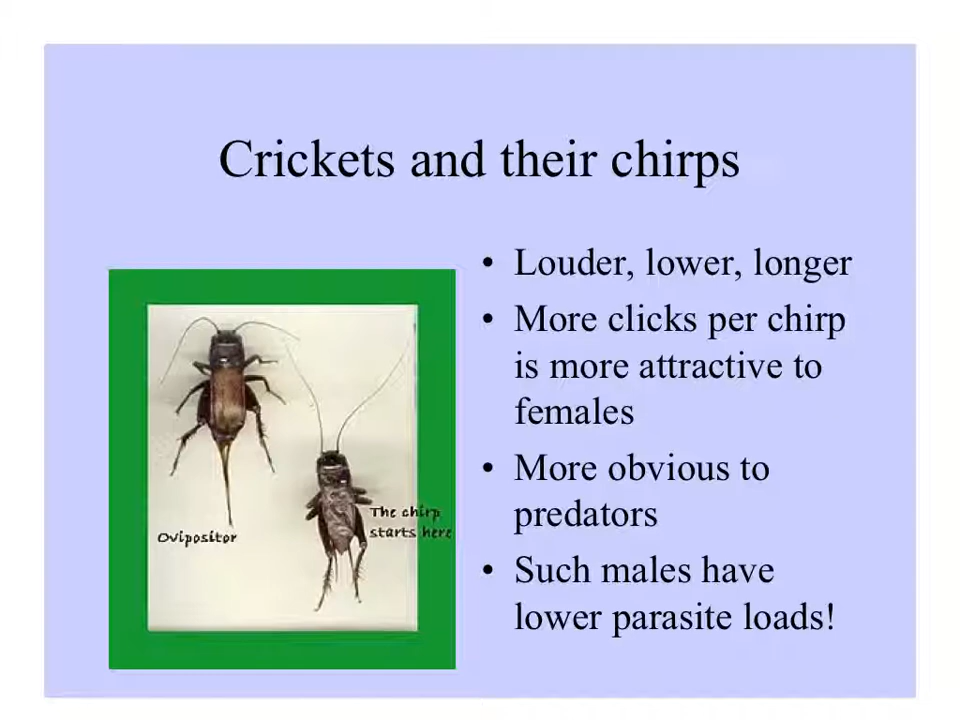 Crickets and their chirps
• Louder, lower, longer
• More clicks per chirp
is more attractive to
females
• More obvious to
predators
• Such males have
lower parasite loads!
Ovipositor
The chirp
starts here